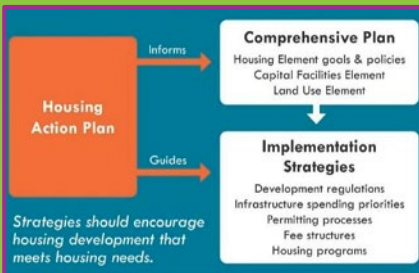 Housing
Action Plan
Informs
Comprehensive Plan
Housing Element goals & policies
Capital Facilities Element
Land Use Element
Guides
Implementation
Strategies
Development regulations
Infrastructure spending priorities
Permitting processes
Fee structures
Housing programs
Strategies should encourage
housing development that
meets housing needs.